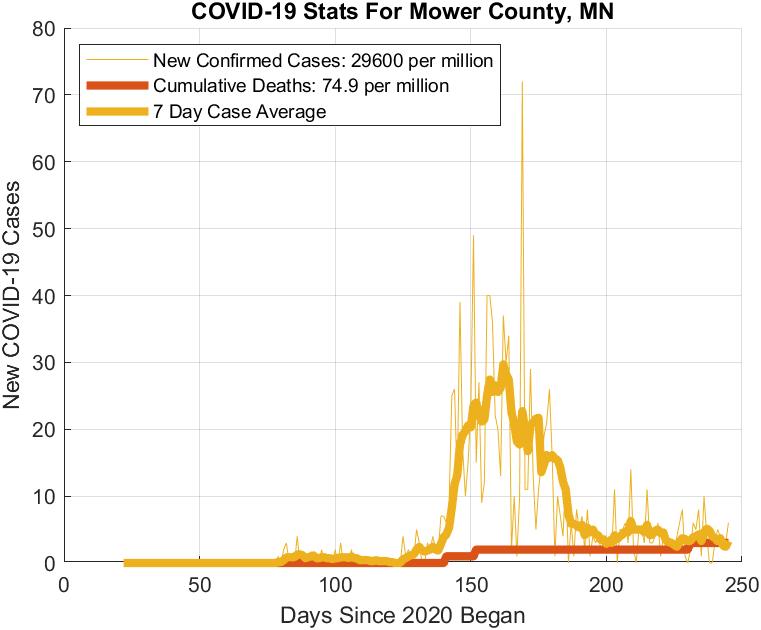 COVID-19 Stats For Mower County, MN
New Confirmed Cases: 29600 per million
Cumulative Deaths: 74.9 per million
7 Day Case Average
New COVID-19 Cases
80
70
60
50
40
30
20
10
0
0 50 100 150 200 250
Days Since 2020 Began